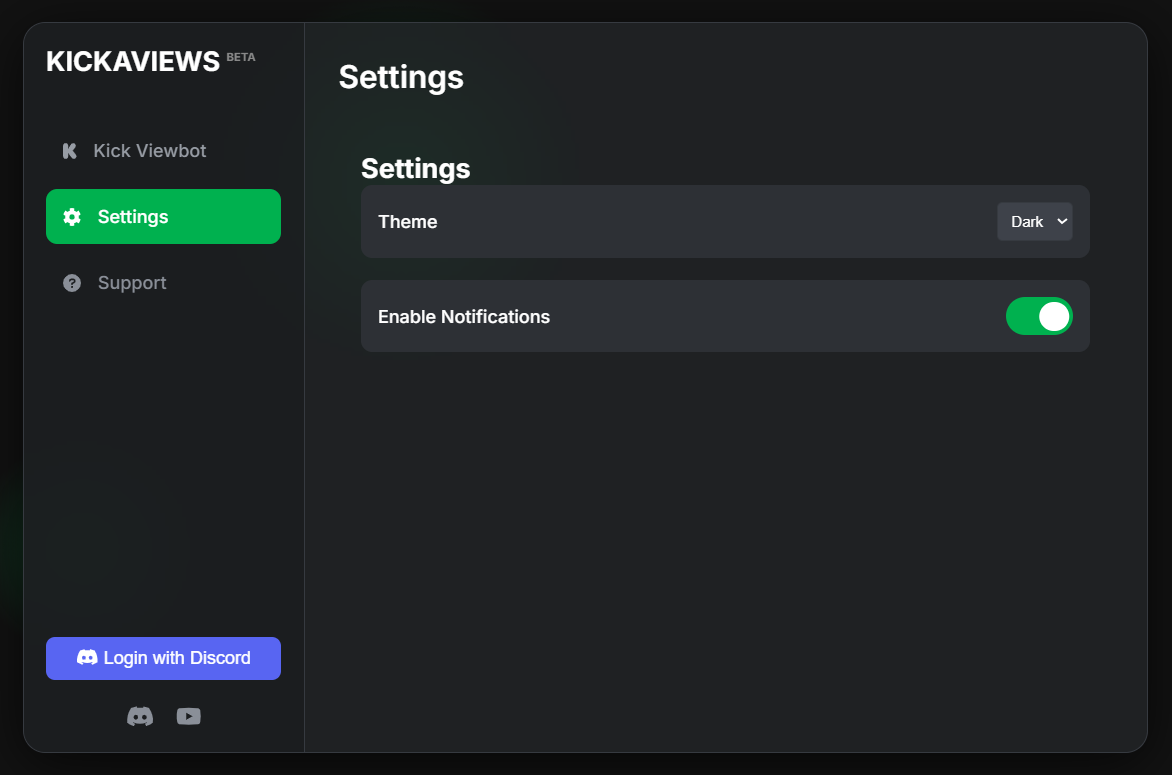 KICKAVIEWS BETA
Kick Viewbot
Settings
Support
Login with Discord
Settings
Settings
Theme
Dark
Enable Notifications